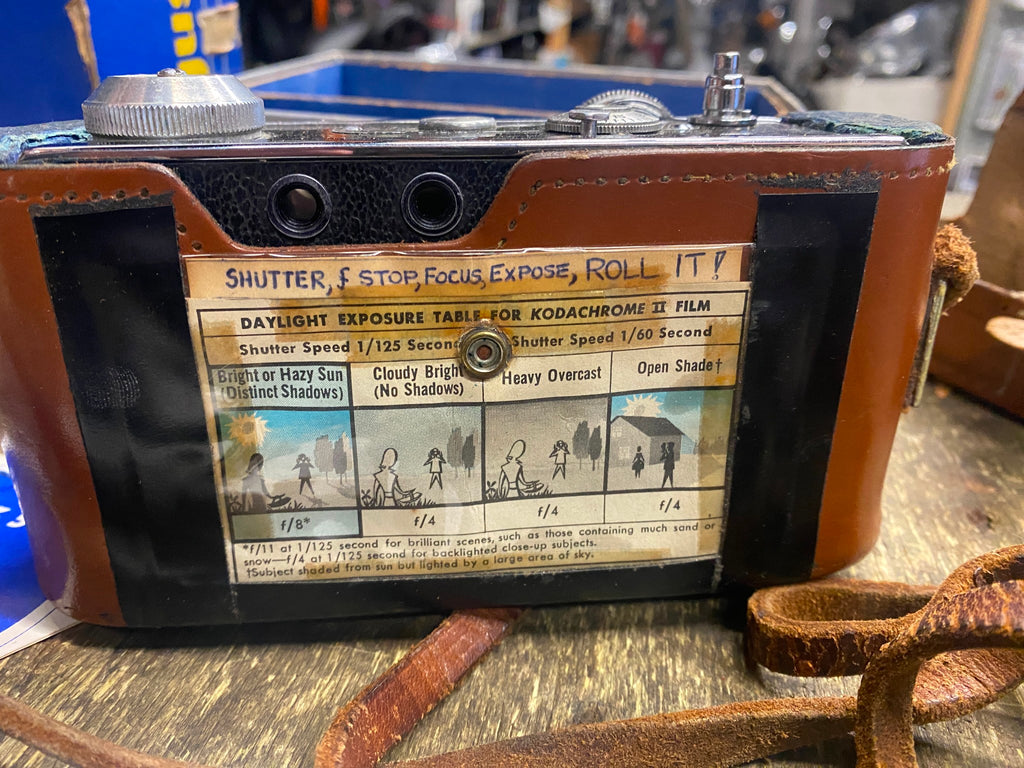 SHUTTER, f STOP, FOCUS, EXPOSE, ROLL IT!
DAYLIGHT EXPOSURE TABLE FOR KODACHROME II FILM
Shutter Speed 1/125 Second Shutter Speed 1/60 Second
Bright or Hazy Sun
(Distinct Shadows)
Cloudy Bright
(No Shadows)
Heavy Overcast
Open Shade†
f/8*
f/4
f/4
f/4
*f/11 at 1/125 second for brilliant scenes, such as those containing much sand or
snow—f/4 at 1/125 second for backlighted close-up subjects.
†Subject shaded from sun but lighted by a large area of sky.